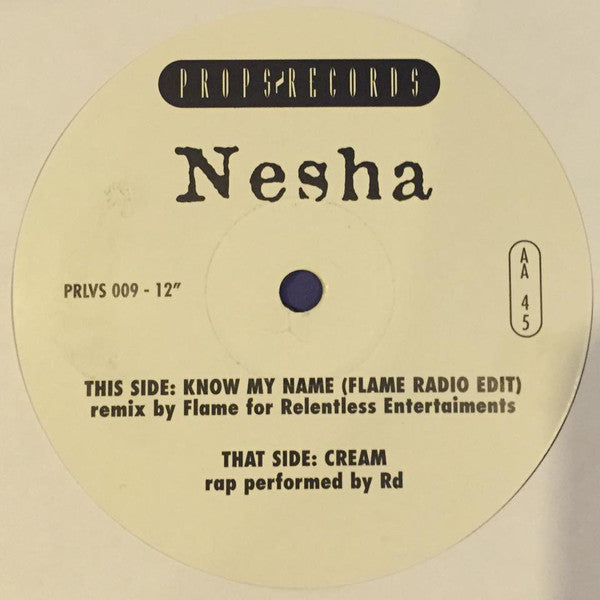 PROPS RECORDS
Nesha
PRLVS 009 - 12"
AA 45
THIS SIDE: KNOW MY NAME (FLAME RADIO EDIT)
remix by Flame for Relentless Entertaiments
THAT SIDE: CREAM
rap performed by Rd